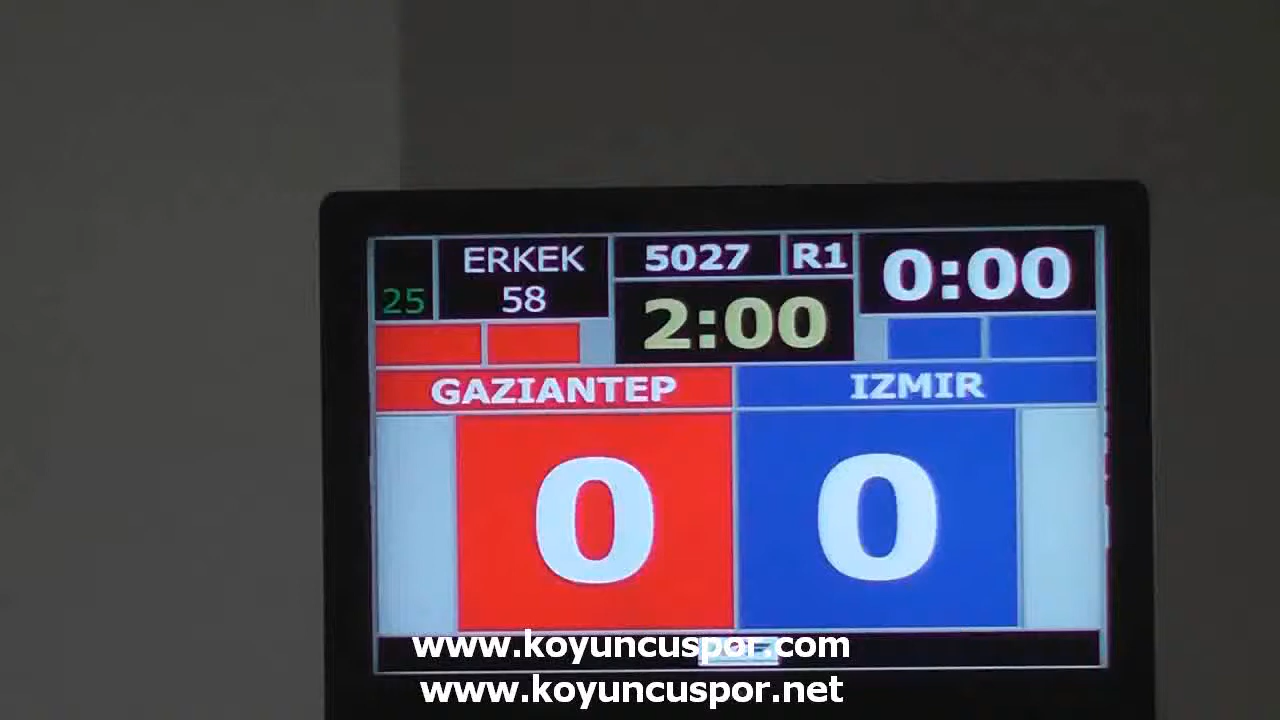 25
ERKEK
58
5027
R1
2:00
0:00
GAZIANTEP
IZMIR
0
0
www.koyuncuspor.com
www.koyuncuspor.net